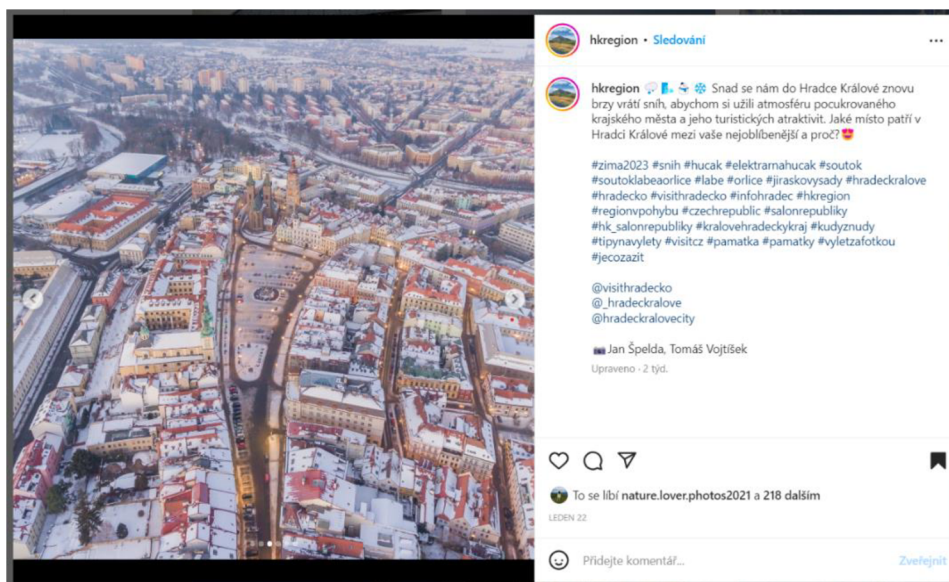 hkregion • Sledování
hkregion 💭 🌬️ ⛷️ ❄️ Snad se nám do Hradce Králové znovu
brzy vrátí sníh, abychom si užili atmosféru pocukrovaného
krajského města a jeho turistických atraktivit. Jaké místo patří v
Hradci Králové mezi vaše nejoblíbenější a proč?🤩
#zima2023 #snih #hucak #elektrarnahucak #soutok
#soutoklabeaorlice #labe #orlice #jiraskovysady #hradeckralove
#hradecko #visithradecko #infohradec #hkregion
#regionvpohybu #czechrepublic #salonrepubliky
#hk_salonrepubliky #kralovehradeckykraj #kudyznudy
#tipynavylety #visitcz #pamatka #pamatky #vyletzafotkou
#jecozazit
@visithradecko
@_hradeckralove
@hradeckralovecity
📷Jan Špelda, Tomáš Vojtíšek
Upraveno · 2 týd.
To se líbí nature.lover.photos2021 a 218 dalším
LEDEN 22
Přidejte komentář...
Zveřejnit